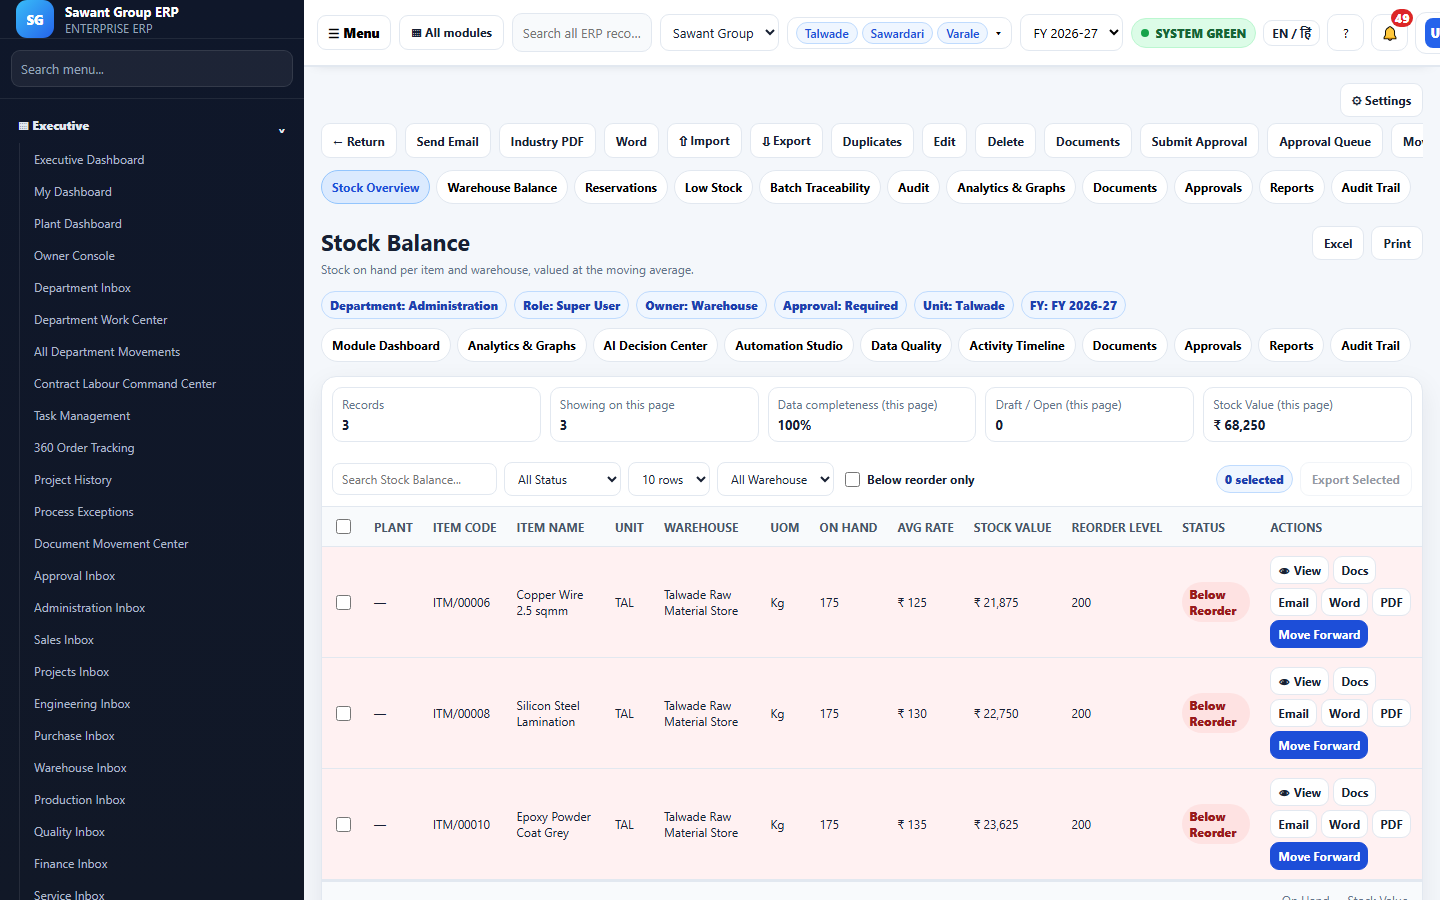 SG
Sawant Group ERP
ENTERPRISE ERP
Search menu...
Executive
Executive Dashboard
My Dashboard
Plant Dashboard
Owner Console
Department Inbox
Department Work Center
All Department Movements
Contract Labour Command Center
Task Management
360 Order Tracking
Project History
Process Exceptions
Document Movement Center
Approval Inbox
Administration Inbox
Sales Inbox
Projects Inbox
Engineering Inbox
Purchase Inbox
Warehouse Inbox
Production Inbox
Quality Inbox
Finance Inbox
Service Inbox
☰ Menu All modules Search all ERP reco... Sawant Group Talwade Sawardari Varale FY 2026-27 SYSTEM GREEN EN / हिं ? 49 U
⚙ Settings
← Return Send Email Industry PDF Word ⇧ Import ⇩ Export Duplicates Edit Delete Documents Submit Approval Approval Queue
Stock Overview Warehouse Balance Reservations Low Stock Batch Traceability Audit Analytics & Graphs Documents Approvals Reports Audit Trail
Stock Balance Excel Print
Stock on hand per item and warehouse, valued at the moving average.
Department: Administration Role: Super User Owner: Warehouse Approval: Required Unit: Talwade FY: FY 2026-27
Module Dashboard Analytics & Graphs AI Decision Center Automation Studio Data Quality Activity Timeline Documents Approvals Reports Audit Trail
Records Showing on this page Data completeness (this page) Draft / Open (this page) Stock Value (this page)
3 3 100% 0 ₹ 68,250
Search Stock Balance... All Status 10 rows All Warehouse Below reorder only 0 selected Export Selected
PLANT ITEM CODE ITEM NAME UNIT WAREHOUSE UOM ON HAND AVG RATE STOCK VALUE REORDER LEVEL STATUS ACTIONS
— ITM/00006 Copper Wire 2.5 sqmm TAL Talwade Raw Material Store Kg 175 ₹ 125 ₹ 21,875 200 Below Reorder View Docs Email Word PDF Move Forward
— ITM/00008 Silicon Steel Lamination TAL Talwade Raw Material Store Kg 175 ₹ 130 ₹ 22,750 200 Below Reorder View Docs Email Word PDF Move Forward
— ITM/00010 Epoxy Powder Coat Grey TAL Talwade Raw Material Store Kg 175 ₹ 135 ₹ 23,625 200 Below Reorder View Docs Email Word PDF Move Forward
On Hand Stock Value